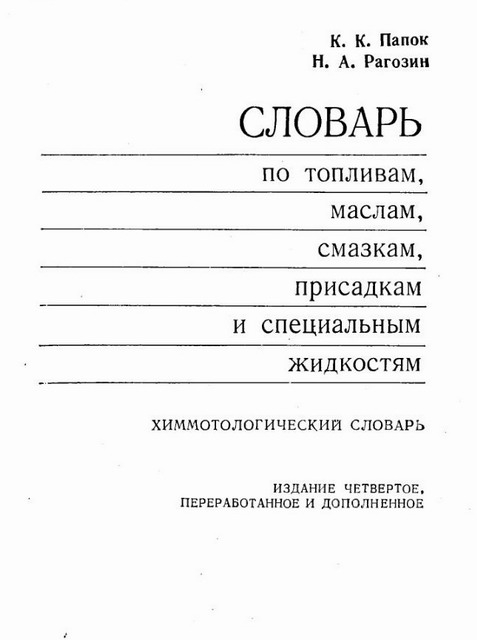 К. К. Папок
Н. А. Рагозин
СЛОВАРЬ
по топливам,
маслам,
смазкам,
присадкам
и специальным
жидкостям
ХИММОТОЛОГИЧЕСКИЙ СЛОВАРЬ
ИЗДАНИЕ ЧЕТВЕРТОЕ,
ПЕРЕРАБОТАННОЕ И ДОПОЛНЕННОЕ